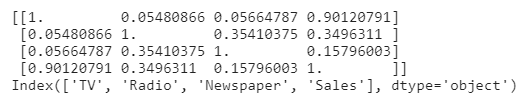 [[1.         0.05480866 0.05664787 0.90120791]
 [0.05480866 1.         0.35410375 0.3496311 ]
 [0.05664787 0.35410375 1.         0.15796003]
 [0.90120791 0.3496311  0.15796003 1.        ]]
Index(['TV', 'Radio', 'Newspaper', 'Sales'], dtype='object')